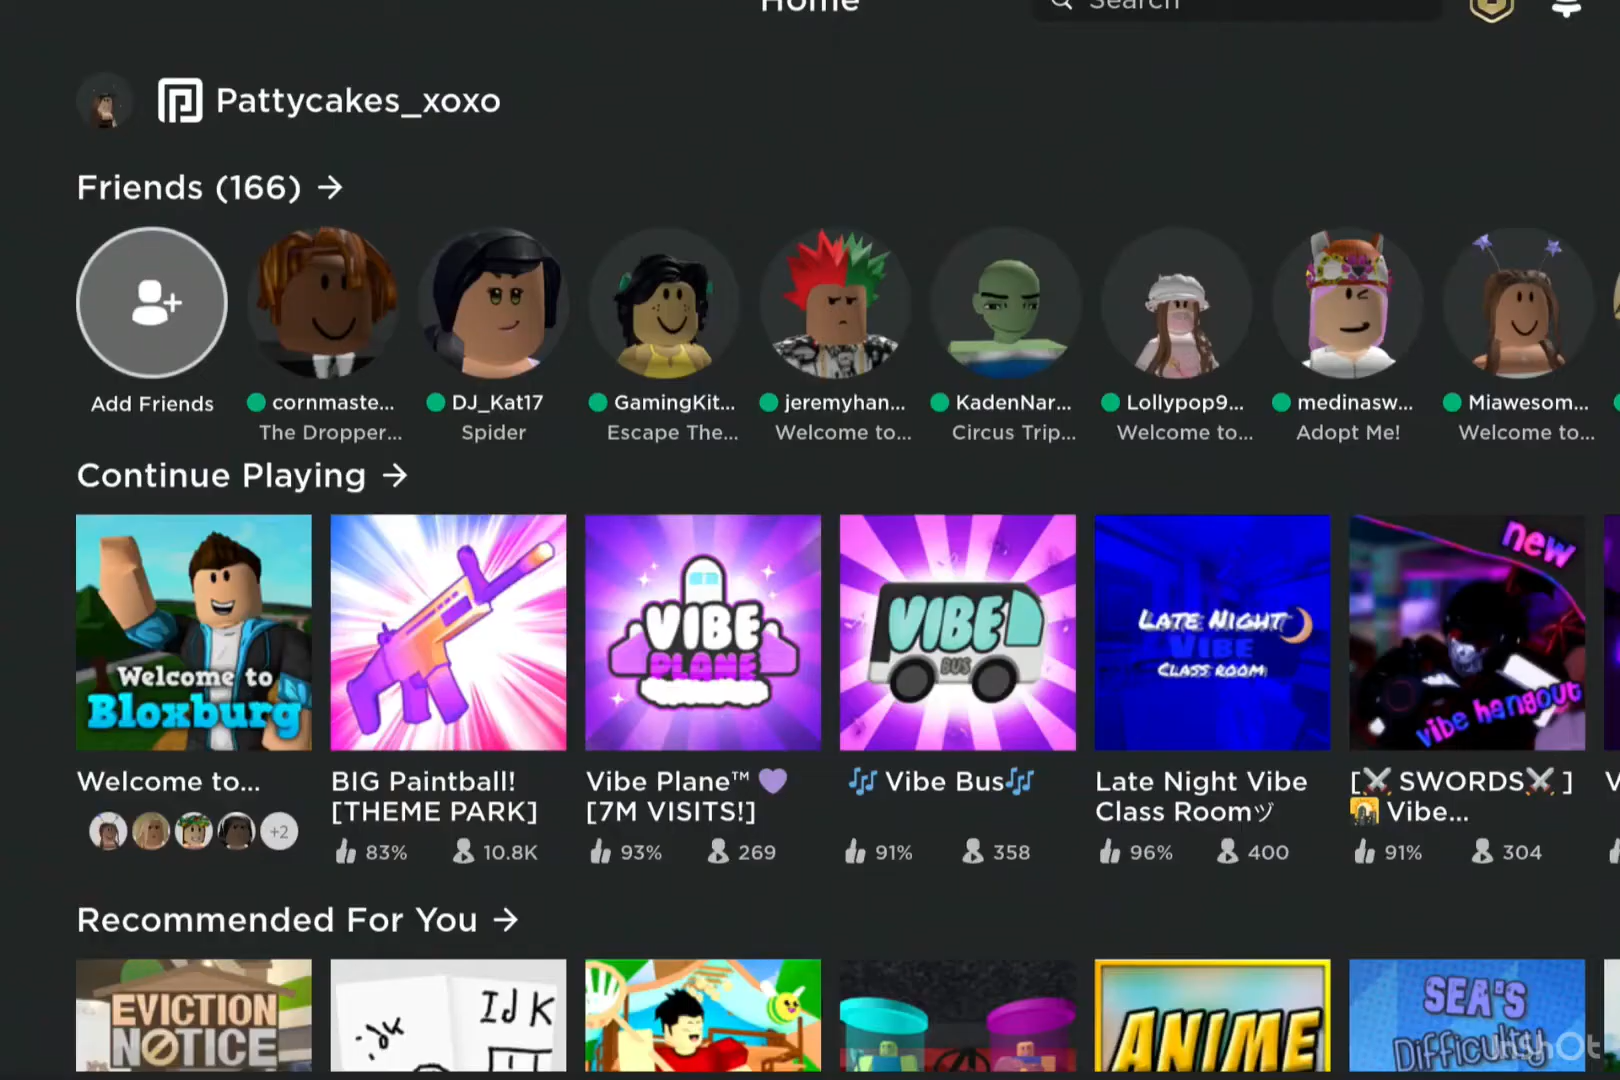 Home
Search
Pattycakes_xoxo
Friends (166) →
Add Friends
cornmaste...
The Dropper...
DJ_Kat17
Spider
GamingKit...
Escape The...
jeremyhan...
Welcome to...
KadenNar...
Circus Trip...
Lollypop9...
Welcome to...
medinasw...
Adopt Me!
Miawesom...
Welcome to...
Continue Playing →
Welcome to
Bloxburg
VIBE
PLANE
VIBE
BUS
LATE NIGHT
VIBE
CLASS ROOM
new
vibe hangout
Welcome to...
+2
BIG Paintball!
[THEME PARK]
83% 10.8K
Vibe Plane™ 💜
[7M VISITS!]
93% 269
🎶 Vibe Bus🎶
91% 358
Late Night Vibe
Class Roomヅ
96% 400
[⚔️ SWORDS⚔️ ]
🌇 Vibe...
91% 304
V
Recommended For You →
EVICTION
NOTICE
idk
IdK
ANIME
SEA'S
Difficulty
InShOt